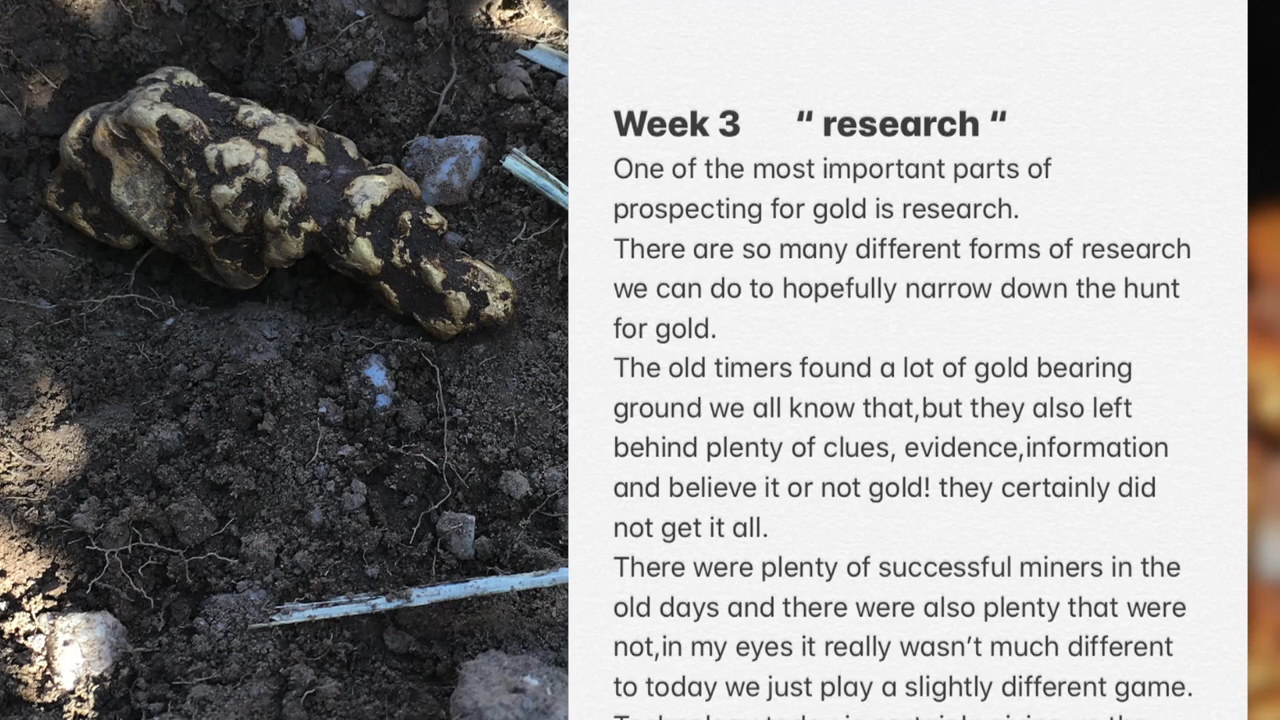 Week 3 “ research “
One of the most important parts of
prospecting for gold is research.
There are so many different forms of research
we can do to hopefully narrow down the hunt
for gold.
The old timers found a lot of gold bearing
ground we all know that,but they also left
behind plenty of clues, evidence,information
and believe it or not gold! they certainly did
not get it all.
There were plenty of successful miners in the
old days and there were also plenty that were
not,in my eyes it really wasn’t much different
to today we just play a slightly different game.